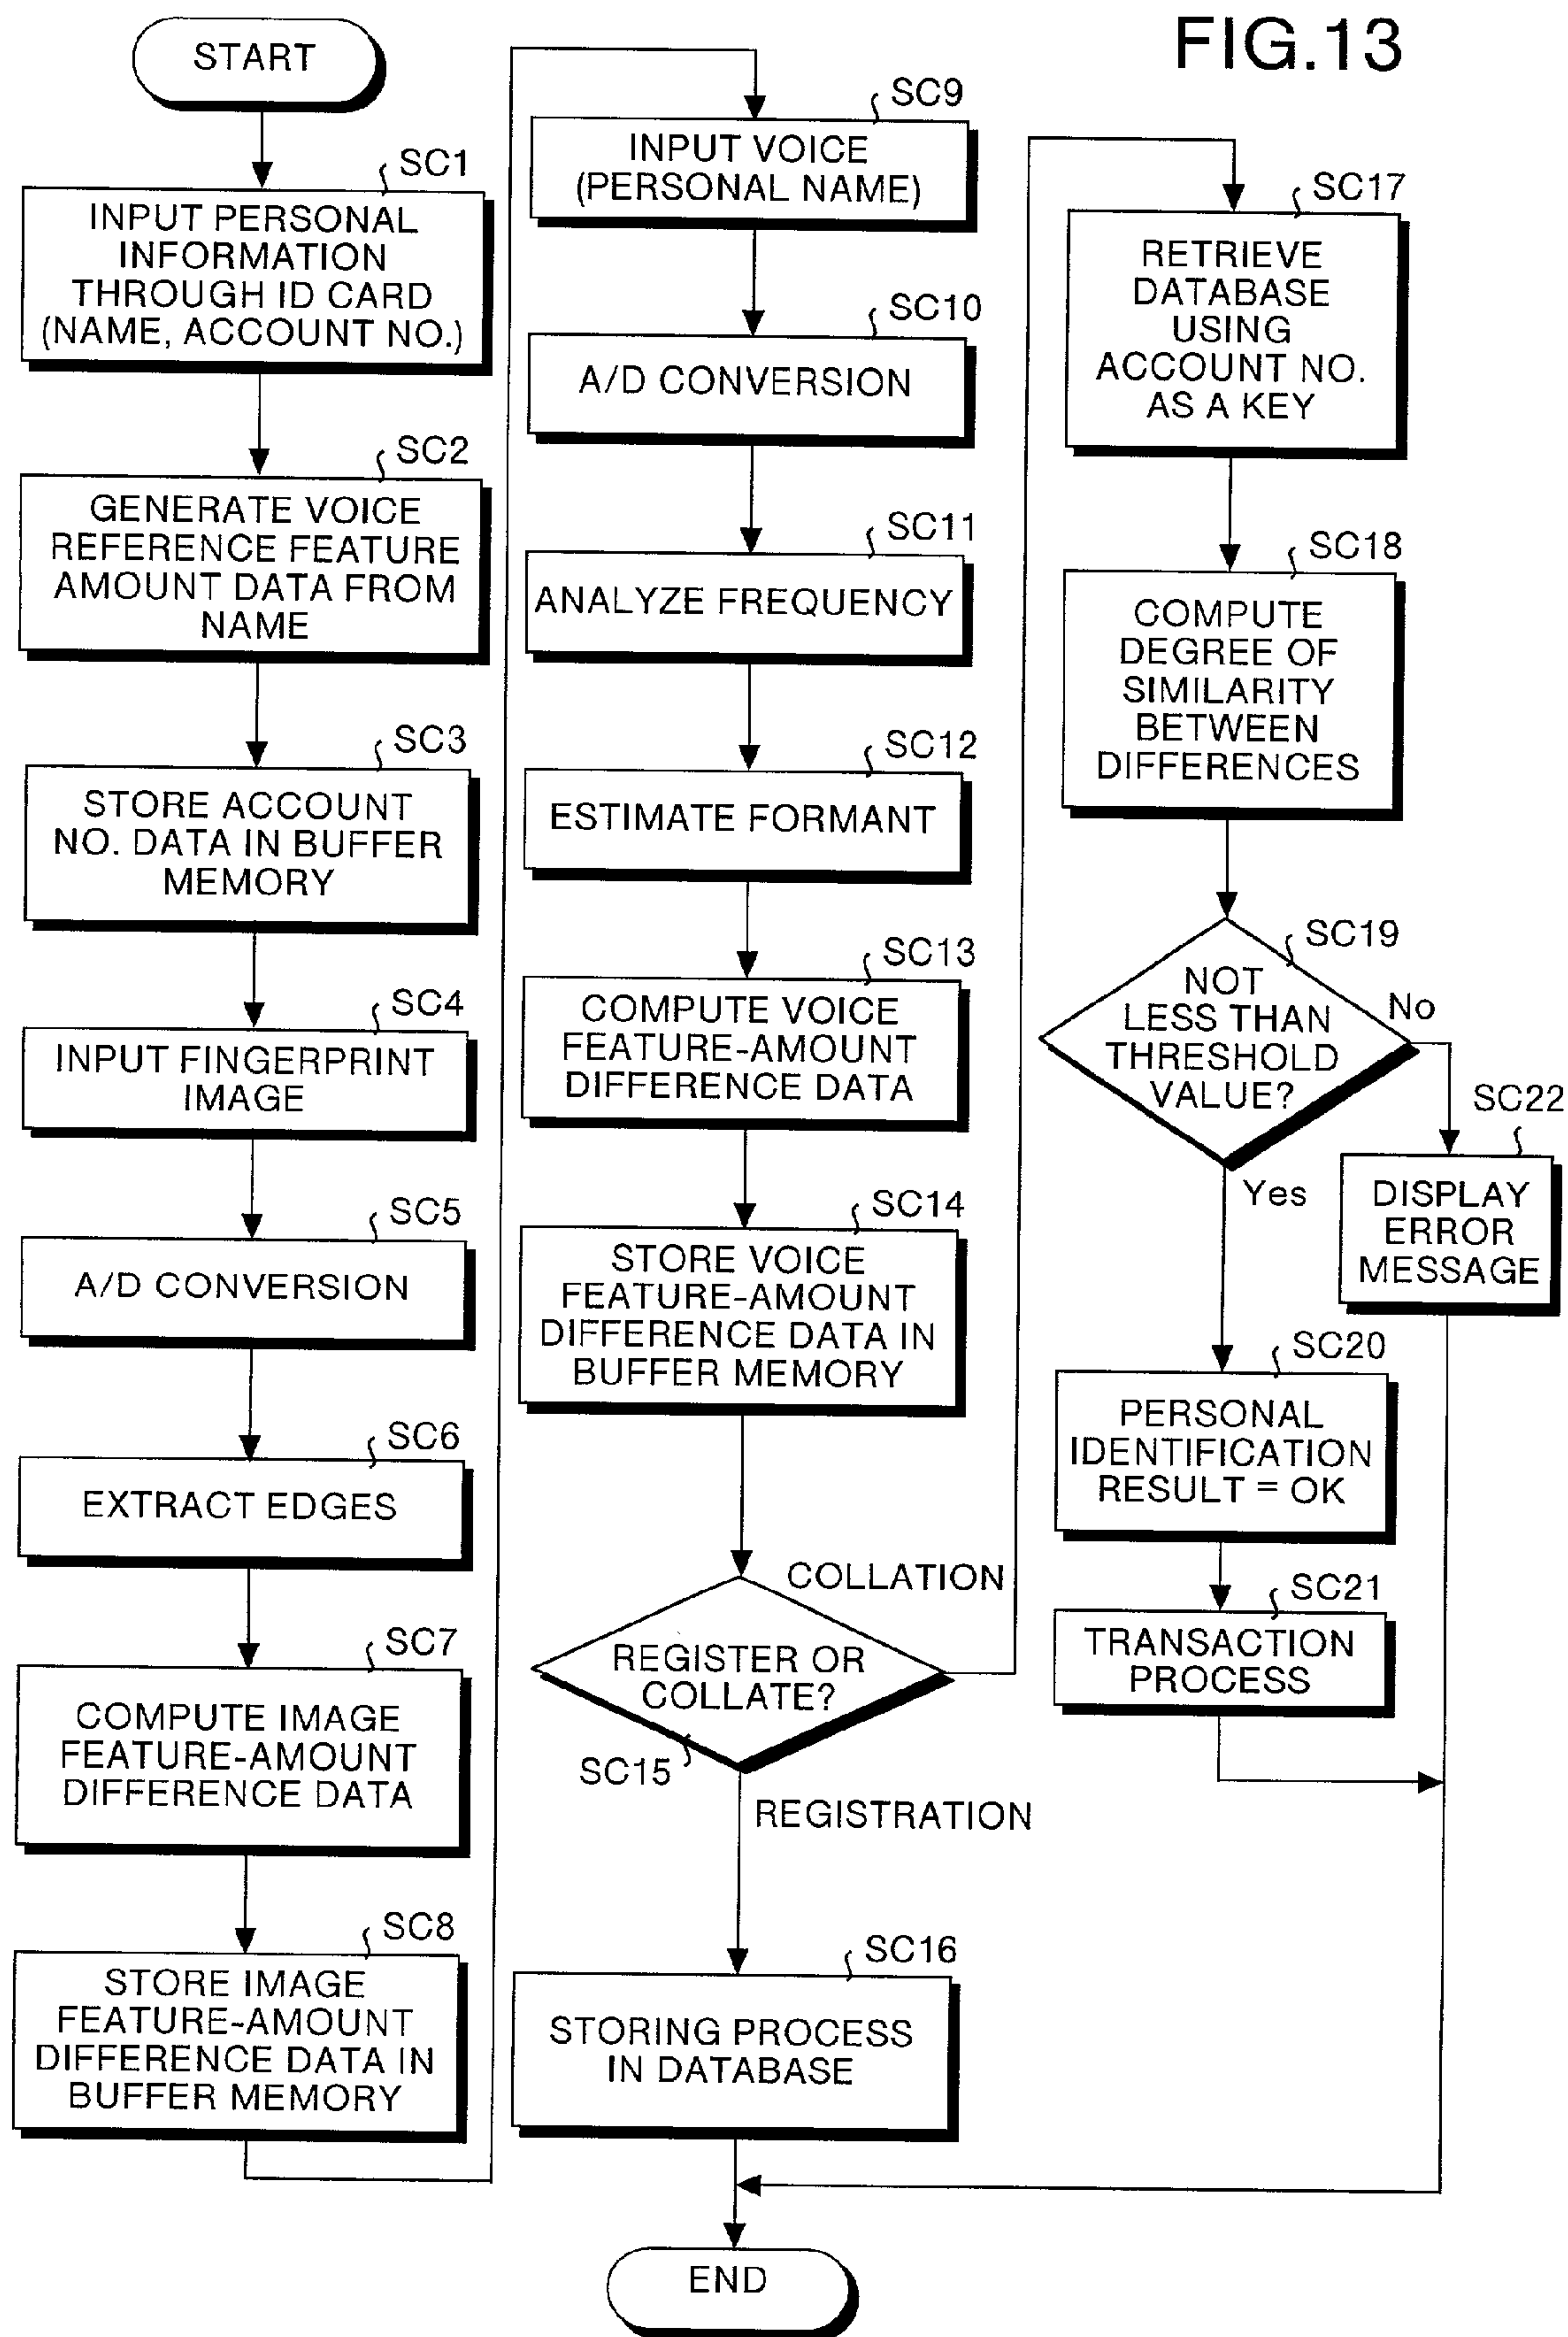 FIG.13
START
SC1
INPUT PERSONAL
INFORMATION
THROUGH ID CARD
(NAME, ACCOUNT NO.)
SC2
GENERATE VOICE
REFERENCE FEATURE
AMOUNT DATA FROM
NAME
SC3
STORE ACCOUNT
NO. DATA IN BUFFER
MEMORY
SC4
INPUT FINGERPRINT
IMAGE
SC5
A/D CONVERSION
SC6
EXTRACT EDGES
SC7
COMPUTE IMAGE
FEATURE-AMOUNT
DIFFERENCE DATA
SC8
STORE IMAGE
FEATURE-AMOUNT
DIFFERENCE DATA IN
BUFFER MEMORY
SC9
INPUT VOICE
(PERSONAL NAME)
SC10
A/D CONVERSION
SC11
ANALYZE FREQUENCY
SC12
ESTIMATE FORMANT
SC13
COMPUTE VOICE
FEATURE-AMOUNT
DIFFERENCE DATA
SC14
STORE VOICE
FEATURE-AMOUNT
DIFFERENCE DATA IN
BUFFER MEMORY
COLLATION
REGISTER OR
COLLATE?
SC15
REGISTRATION
SC16
STORING PROCESS
IN DATABASE
END
SC17
RETRIEVE
DATABASE
USING
ACCOUNT NO.
AS A KEY
SC18
COMPUTE
DEGREE OF
SIMILARITY
BETWEEN
DIFFERENCES
SC19
NOT
LESS THAN
THRESHOLD
VALUE?
No
Yes
SC22
DISPLAY
ERROR
MESSAGE
SC20
PERSONAL
IDENTIFICATION
RESULT = OK
SC21
TRANSACTION
PROCESS